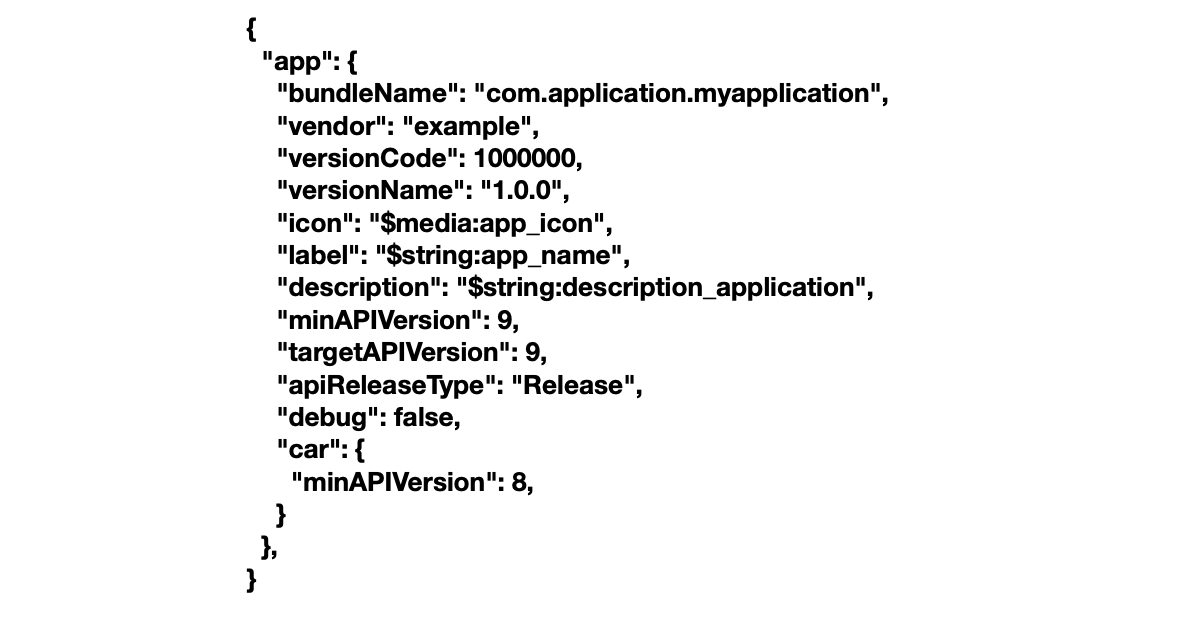 {
"app": {
"bundleName": "com.application.myapplication",
"vendor": "example",
"versionCode": 1000000,
"versionName": "1.0.0",
"icon": "$media:app_icon",
"label": "$string:app_name",
"description": "$string:description_application",
"minAPIVersion": 9,
"targetAPIVersion": 9,
"apiReleaseType": "Release",
"debug": false,
"car": {
"minAPIVersion": 8,
}
},
}